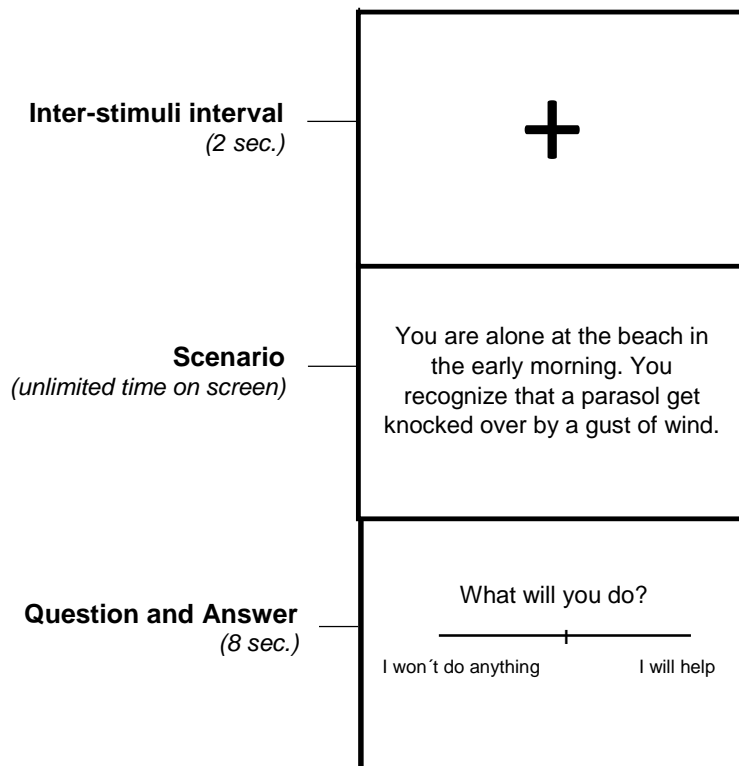 Inter-stimuli interval
(2 sec.)
Scenario
(unlimited time on screen)
You are alone at the beach in
the early morning. You
recognize that a parasol get
knocked over by a gust of wind.
Question and Answer
(8 sec.)
What will you do?
I won´t do anything
I will help